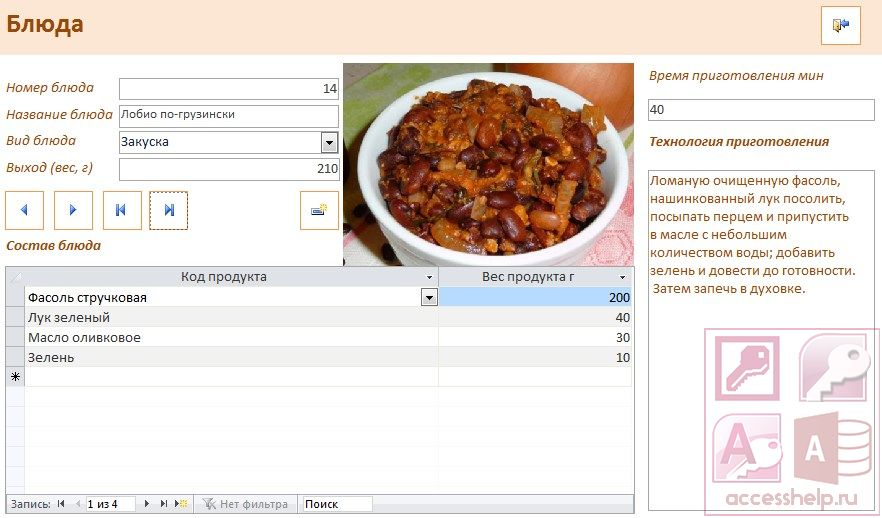 Блюда
Номер блюда
14
Название блюда
Лобио по-грузински
Вид блюда
Закуска
Выход (вес, г)
210
Состав блюда
Код продукта
Вес продукта г
Фасоль стручковая
200
Лук зеленый
40
Масло оливковое
30
Зелень
10
Запись:
1 из 4
Нет фильтра
Поиск
Время приготовления мин
40
Технология приготовления
Ломаную очищенную фасоль,
нашинкованный лук посолить,
посыпать перцем и припустить
в масле с небольшим
количеством воды; добавить
зелень и довести до готовности.
Затем запечь в духовке.
A
A
accesshelp.ru